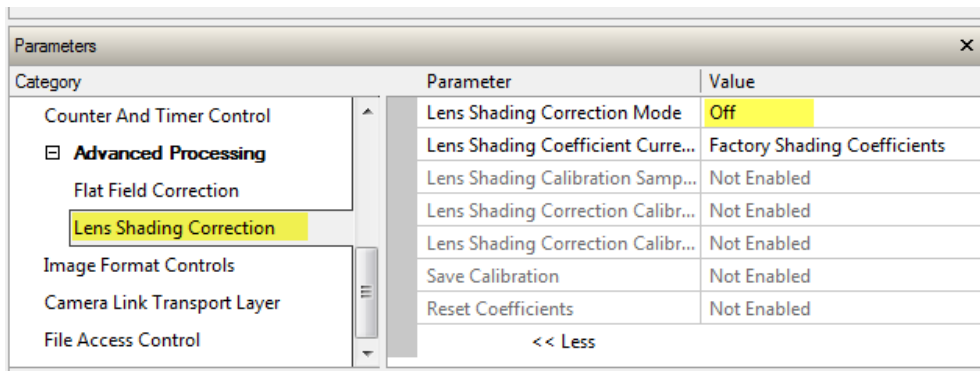 Parameters
Category
Parameter Value
Counter And Timer Control
Advanced Processing
Flat Field Correction
Lens Shading Correction
Image Format Controls
Camera Link Transport Layer
File Access Control
Lens Shading Correction Mode Off
Lens Shading Coefficient Curre... Factory Shading Coefficients
Lens Shading Calibration Samp... Not Enabled
Lens Shading Correction Calibr... Not Enabled
Lens Shading Correction Calibr... Not Enabled
Save Calibration Not Enabled
Reset Coefficients Not Enabled
<< Less